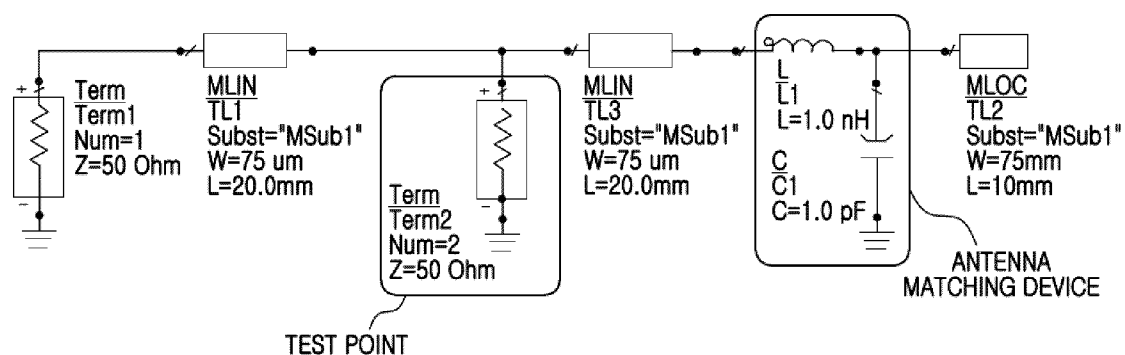 +
Term
Term1
Num=1
Z=50 Ohm
-
MLIN
TL1
Subst="MSub1"
W=75 um
L=20.0mm
+
Term
Term2
Num=2
Z=50 Ohm
-
TEST POINT
MLIN
TL3
Subst="MSub1"
W=75 um
L=20.0mm
L
L1
L=1.0 nH
C
C1
C=1.0 pF
ANTENNA
MATCHING DEVICE
MLOC
TL2
Subst="MSub1"
W=75mm
L=10mm